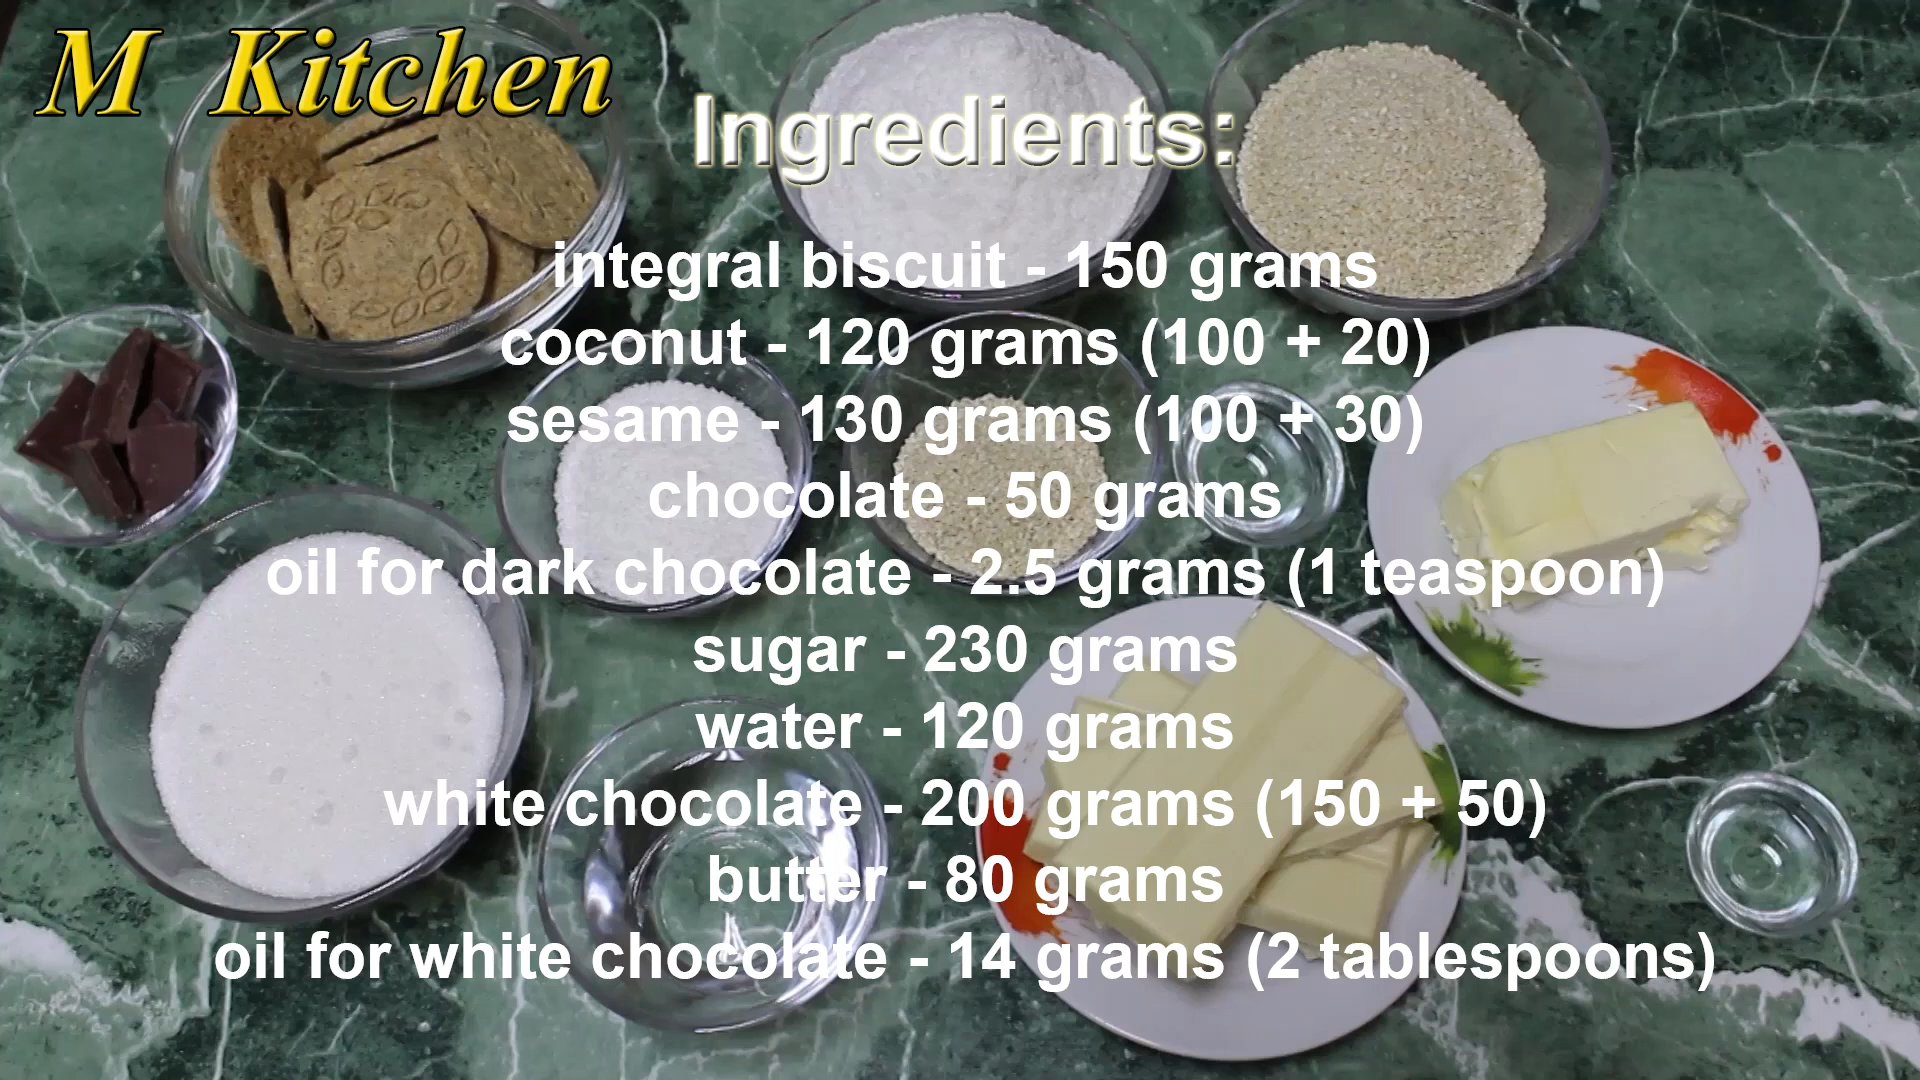 M Kitchen
Ingredients:
integral biscuit - 150 grams
coconut - 120 grams (100 + 20)
sesame - 130 grams (100 + 30)
chocolate - 50 grams
oil for dark chocolate - 2.5 grams (1 teaspoon)
sugar - 230 grams
water - 120 grams
white chocolate - 200 grams (150 + 50)
butter - 80 grams
oil for white chocolate - 14 grams (2 tablespoons)